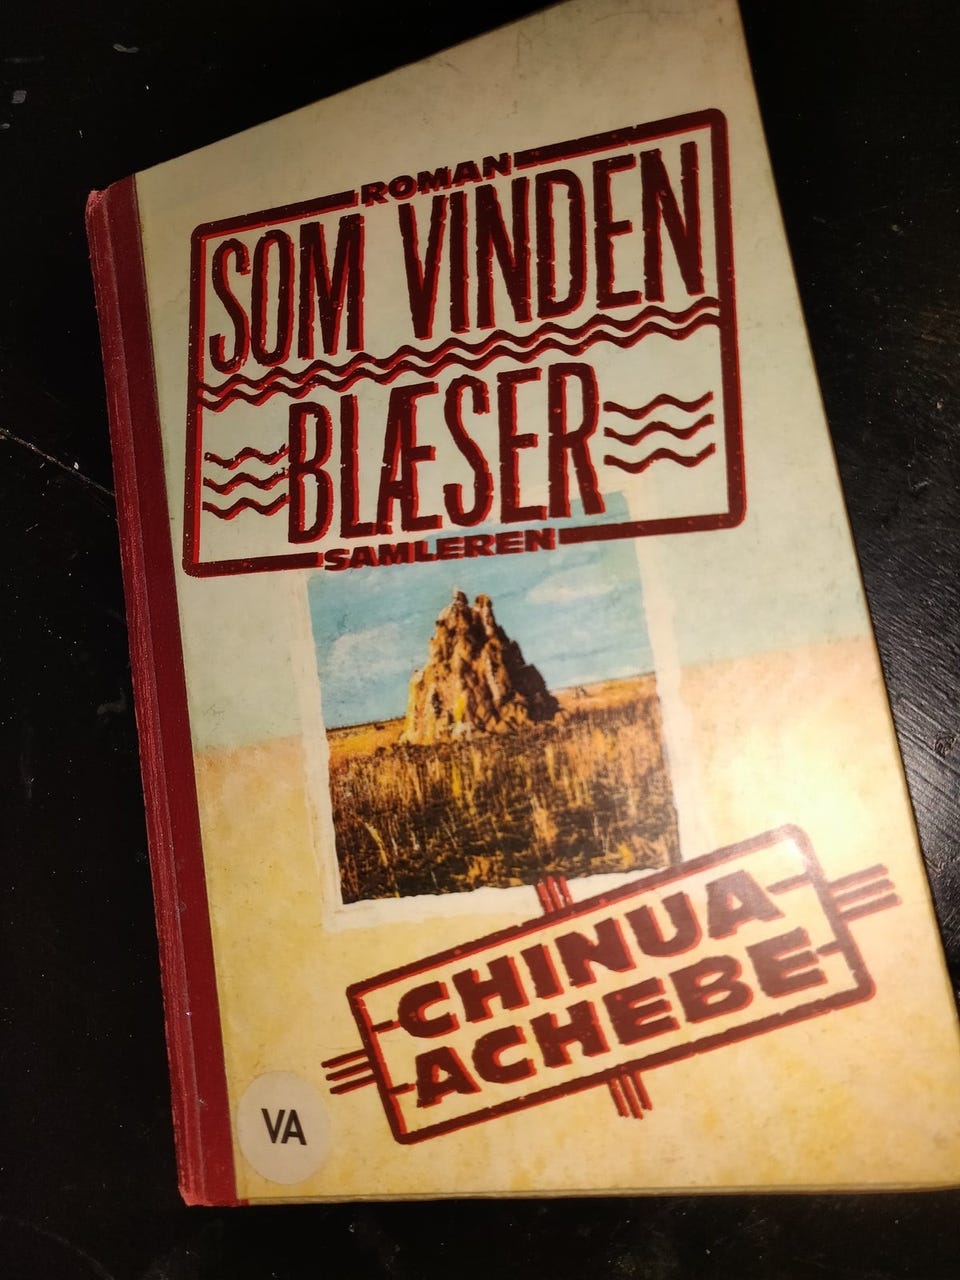 ROMAN
SOM VINDEN
BLÆSER
SAMLEREN
CHINUA
ACHEBE
VA